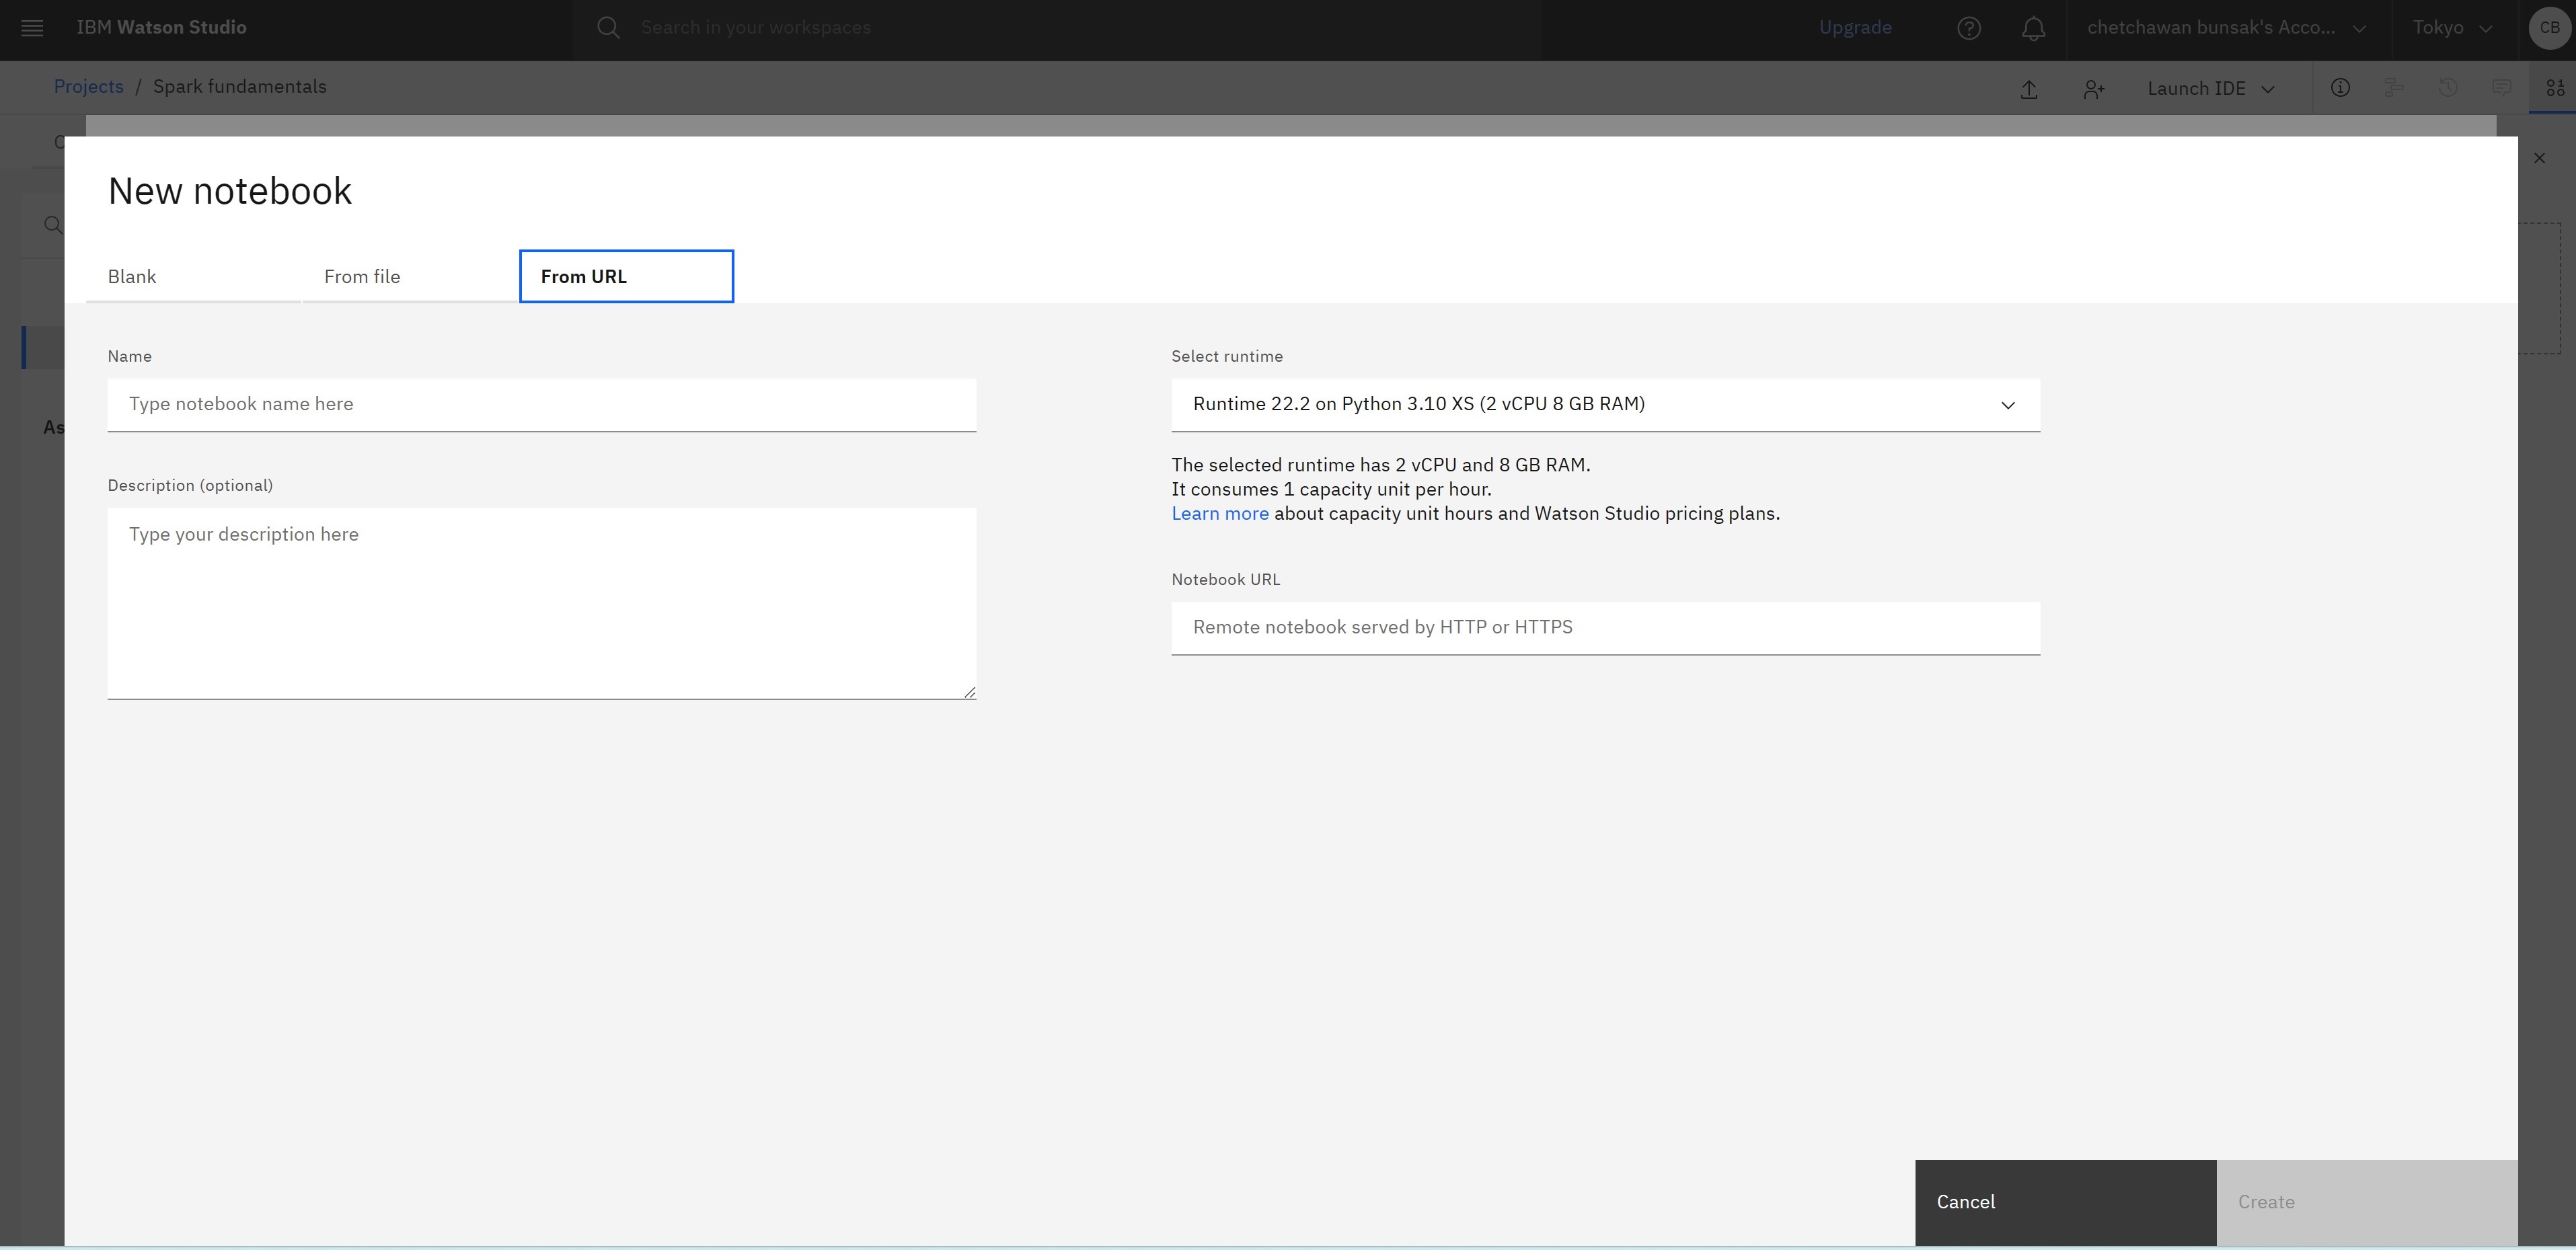 IBM Watson Studio
Search in your workspaces
Upgrade
chetchawan bunsak's Acco...
Tokyo
CB
Projects / Spark fundamentals
Launch IDE
New notebook
Blank
From file
From URL
Name
Type notebook name here
Description (optional)
Type your description here
Select runtime
Runtime 22.2 on Python 3.10 XS (2 vCPU 8 GB RAM)
The selected runtime has 2 vCPU and 8 GB RAM.
It consumes 1 capacity unit per hour.
Learn more about capacity unit hours and Watson Studio pricing plans.
Notebook URL
Remote notebook served by HTTP or HTTPS
As
Cancel
Create